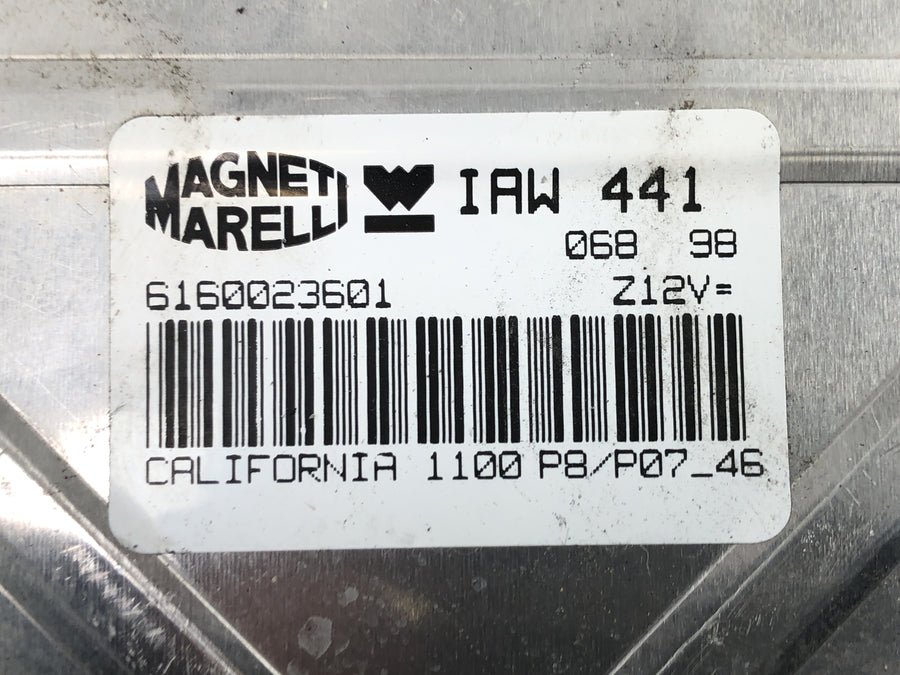 MAGNETI
MARELLI
W
IAW 441
068 98
6160023601 Z12V=
CALIFORNIA 1100 P8/P07_46